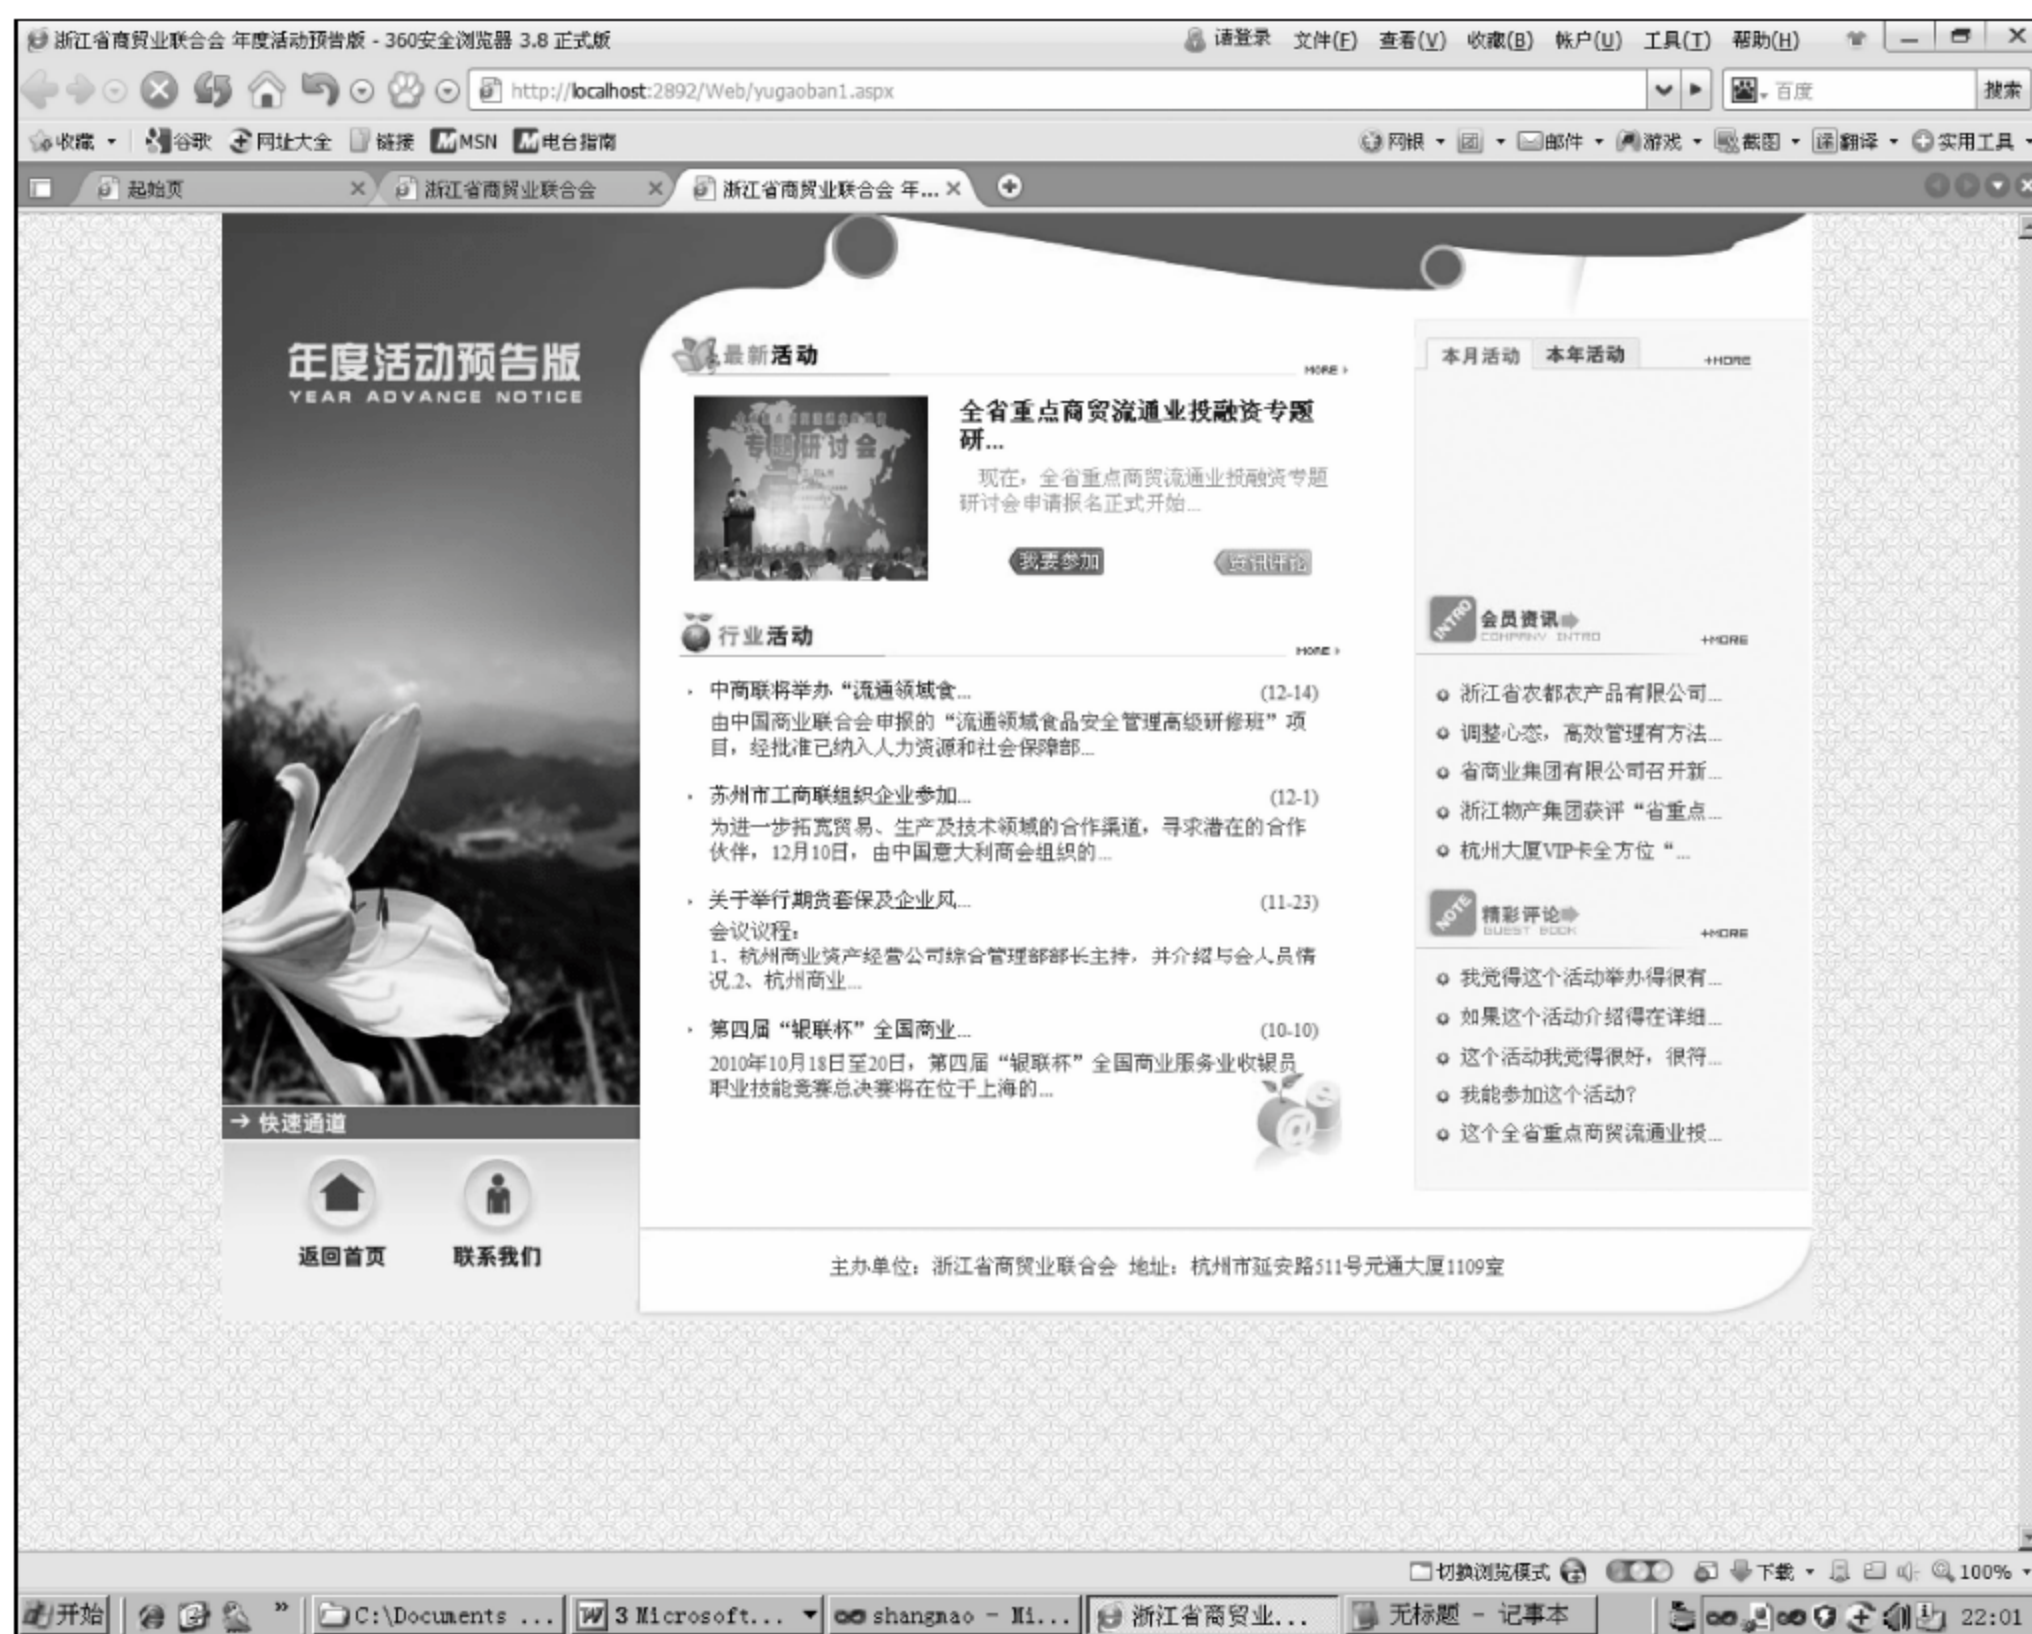 浙江省商贸业联合会 年度活动预告版 - 360安全浏览器 3.8 正式版
请登录 文件(F) 查看(V) 收藏(B) 帐户(U) 工具(T) 帮助(H)
http://localhost:2892/Web/yugaoban1.aspx
百度 搜索
收藏 谷歌 网址大全 链接 MSN 电台指南
网银 团 邮件 游戏 截图 译 翻译 实用工具
起始页 浙江省商贸业联合会 浙江省商贸业联合会 年...
年度活动预告版
YEAR ADVANCE NOTICE
→ 快速通道
返回首页 联系我们
最新活动
MORE
专题研讨会
全省重点商贸流通业投融资专题
研...
现在，全省重点商贸流通业投融资专题
研讨会申请报名正式开始...
我要参加 资讯评论
行业活动
MORE
中商联将举办“流通领域食... (12-14)
由中国商业联合会申报的“流通领域食品安全管理高级研修班”项
目，经批准已纳入人力资源和社会保障部...
苏州市工商联组织企业参加... (12-1)
为进一步拓宽贸易、生产及技术领域的合作渠道，寻求潜在的合作
伙伴，12月10日，由中国意大利商会组织的...
关于举行期货套保及企业风... (11-23)
会议议程：
1、杭州商业资产经营公司综合管理部部长主持，并介绍与会人员情
况.2、杭州商业...
第四届“银联杯”全国商业... (10-10)
2010年10月18日至20日，第四届“银联杯”全国商业服务业收银员
职业技能竞赛总决赛将在位于上海的...
本月活动 本年活动 +MORE
INTRO 会员资讯
COMPANY INTRO +MORE
浙江省农都农产品有限公司...
调整心态，高效管理有方法...
省商业集团有限公司召开新...
浙江物产集团获评“省重点...
杭州大厦VIP卡全方位“...
NOTE 精彩评论
GUEST BOOK +MORE
我觉得这个活动举办得很有...
如果这个活动介绍得在详细...
这个活动我觉得很好，很符...
我能参加这个活动?
这个全省重点商贸流通业投...
主办单位：浙江省商贸业联合会 地址：杭州市延安路511号元通大厦1109室
切换浏览模式 下载 100%
开始 » C:\Documents ... 3 Microsoft... shangmao - Mi... 浙江省商贸业... 无标题 - 记事本 22:01